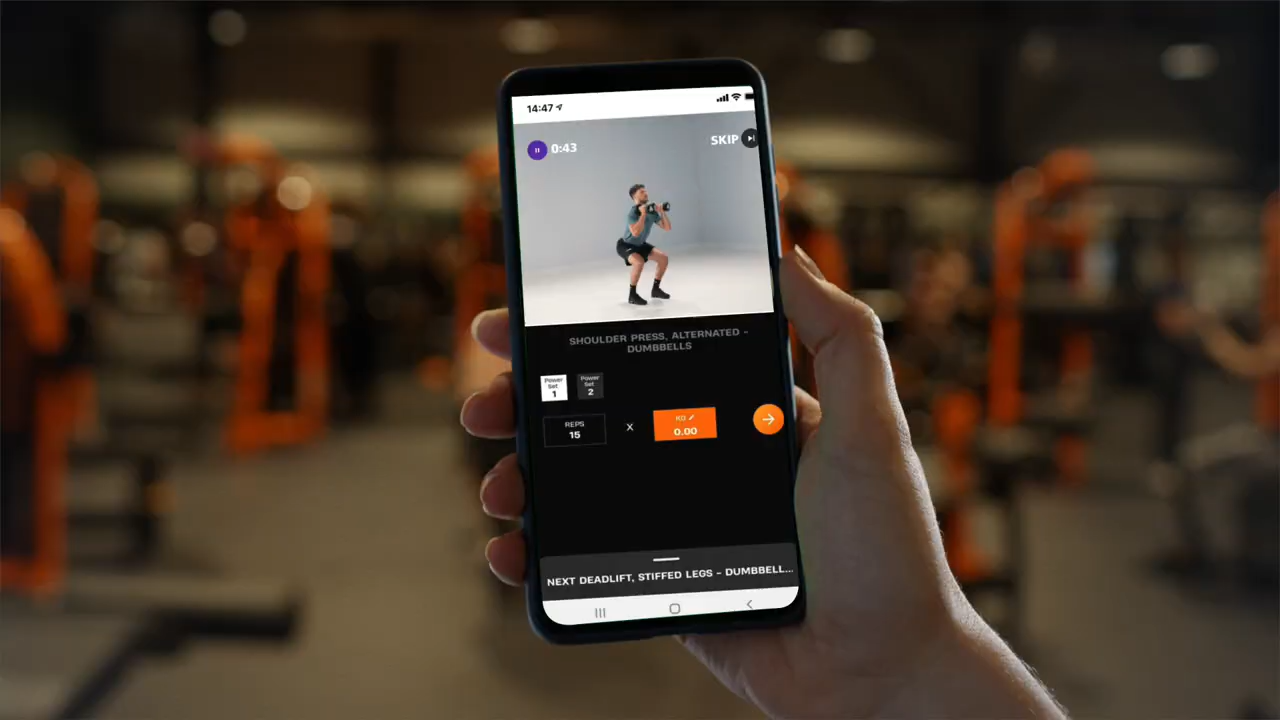 14:47
0:43
SKIP
SHOULDER PRESS, ALTERNATED -
DUMBBELLS
Power
Set
1
Power
Set
2
REPS
15
X
KG
0.00
NEXT DEADLIFT, STIFFED LEGS - DUMBBELL...